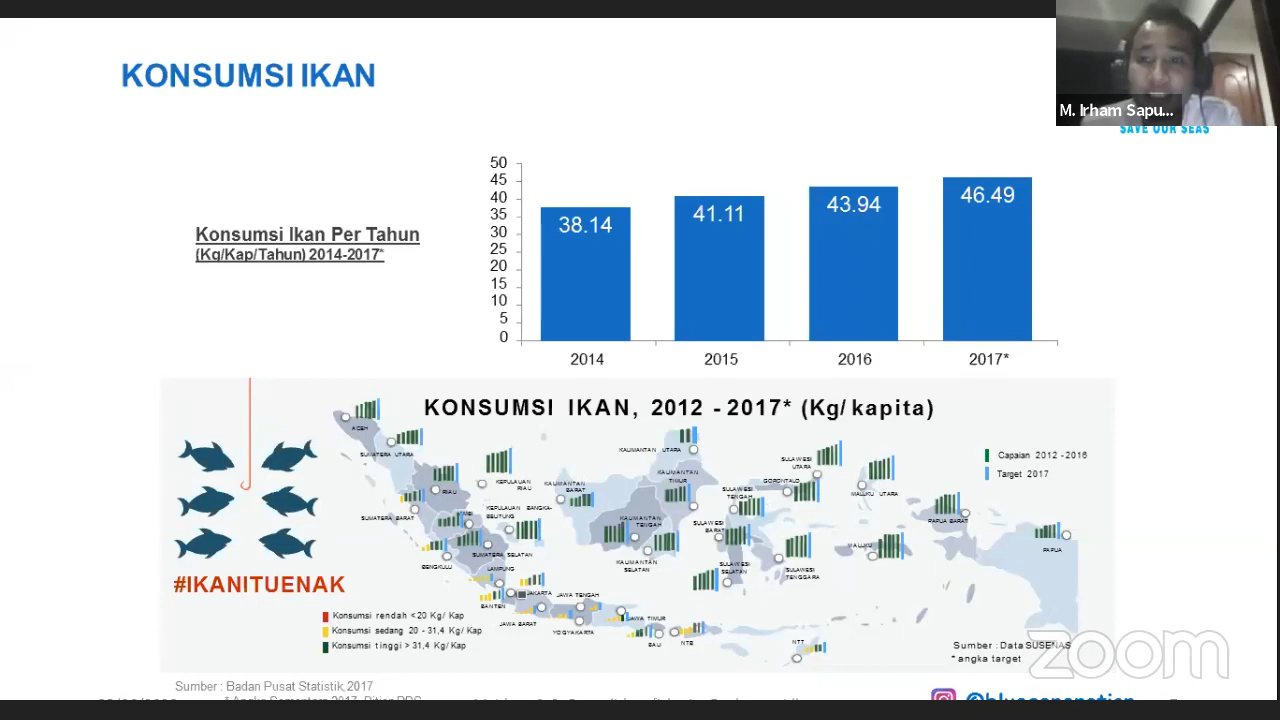 KONSUMSI IKAN
M. Irham Sapu...
SAVE OUR SEAS
Konsumsi Ikan Per Tahun
(Kg/Kap/Tahun) 2014-2017*
50
45
40
35
30
25
20
15
10
5
0
38.14
41.11
43.94
46.49
2014
2015
2016
2017*
KONSUMSI IKAN, 2012 - 2017* (Kg/kapita)
Capaian 2012 -2016
Target 2017
ACEH
SUMATERA UTARA
RIAU
KEPULAUAN
RIAU
SUMATERA BARAT
KEPULAUAN BANGKA-
BELITUNG
SUMATERA SELATAN
BENGKULU
LAMPUNG
JAKARTA
BANTEN
JAWA BARAT
JAWA TENGAH
YOGYAKARTA
JAWA TIMUR
BALI
NTB
NTT
KALIMANTAN
BARAT
KALIMANTAN UTARA
KALIMANTAN
TIMUR
KALIMANTAN
TENGAH
KALIMANTAN
SELATAN
SULAWESI
UTARA
GORONTALO
SULAWESI
TENGAH
SULAWESI
BARAT
SULAWESI
SELATAN
SULAWESI
TENGGARA
MALUKU UTARA
MALUKU
PAPUA BARAT
PAPUA
#IKANITUENAK
Konsumsi rendah <20 Kg/ Kap
Konsumsi sedang 20 - 31,4 Kg/ Kap
Konsumsi tinggi > 31,4 Kg/ Kap
Sumber : Data SUSENAS
* angka target
zoom
Sumber : Badan Pusat Statistik,2017